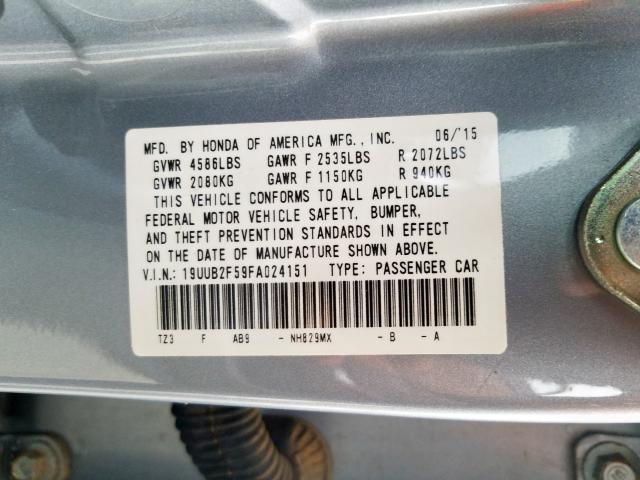 MFD. BY HONDA OF AMERICA MFG., INC. 06/'15
GVWR 4586LBS GAWR F 2535LBS R 2072LBS
GVWR 2080KG GAWR F 1150KG R 940KG
THIS VEHICLE CONFORMS TO ALL APPLICABLE
FEDERAL MOTOR VEHICLE SAFETY, BUMPER,
AND THEFT PREVENTION STANDARDS IN EFFECT
ON THE DATE OF MANUFACTURE SHOWN ABOVE.
V.I.N.: 19UUB2F59FA024151 TYPE: PASSENGER CAR
TZ3 F AB9 - NH829MX - B - A